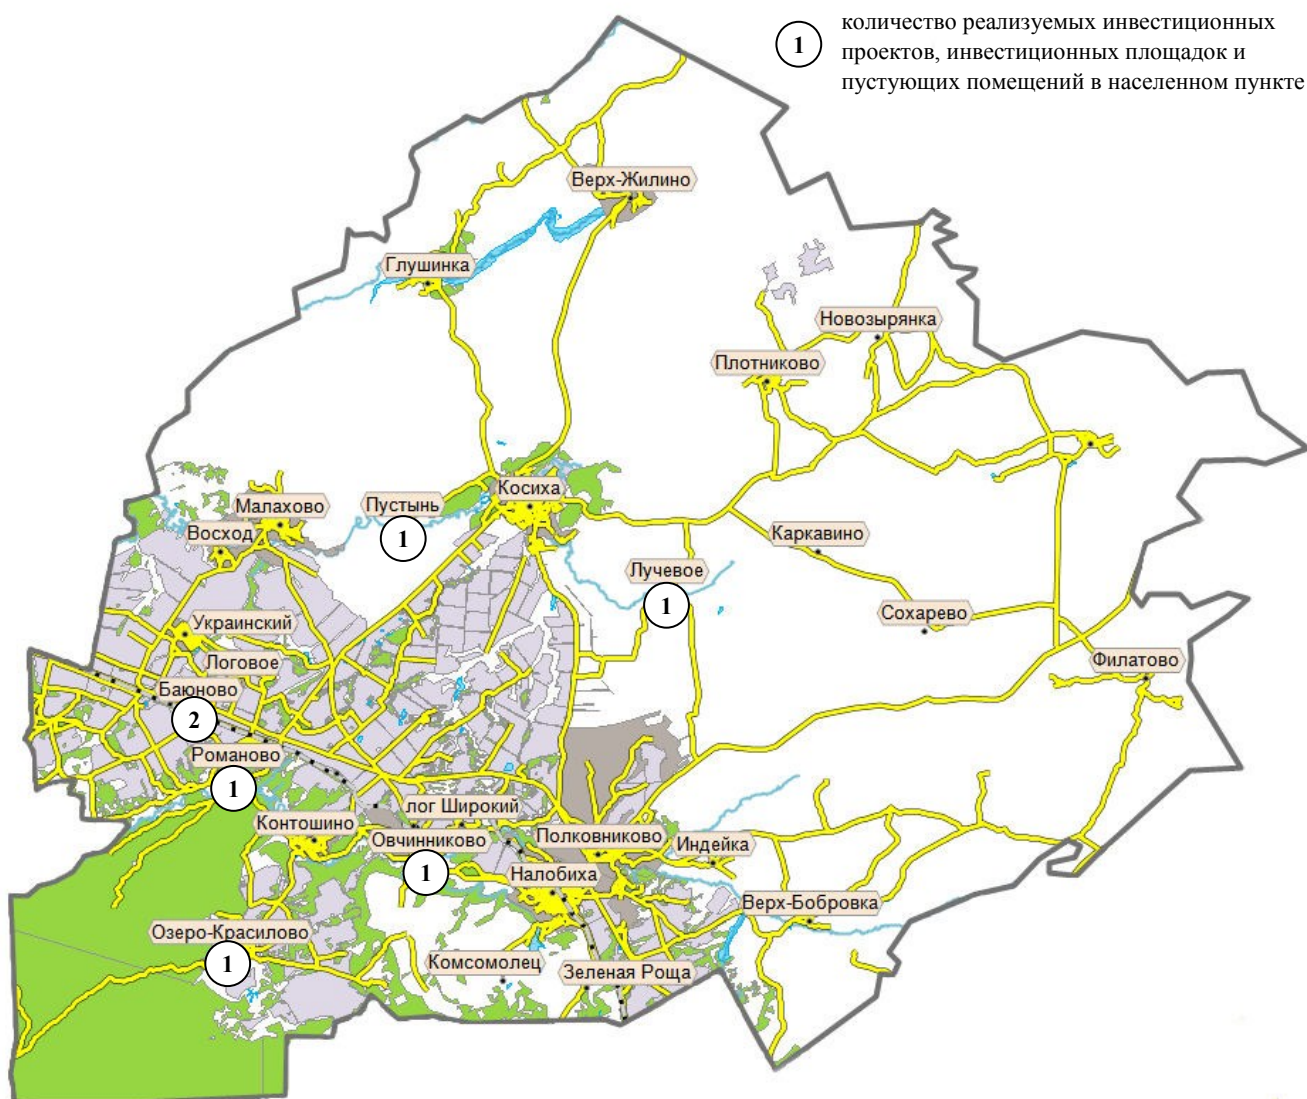 1
количество реализуемых инвестиционных
проектов, инвестиционных площадок и
пустующих помещений в населенном пункте
Верх-Жилино
Глушинка
Новозырянка
Плотниково
Косиха
Пустынь
1
Малахово
Восход
Каркавино
Лучевое
1
Сохарево
Украинский
Логовое
Филатово
Баюново
2
Романово
1
лог Широкий
Контошино
Овчинниково
1
Полковниково
Индейка
Налобиха
Верх-Бобровка
Озеро-Красилово
1
Комсомолец
Зеленая Роща